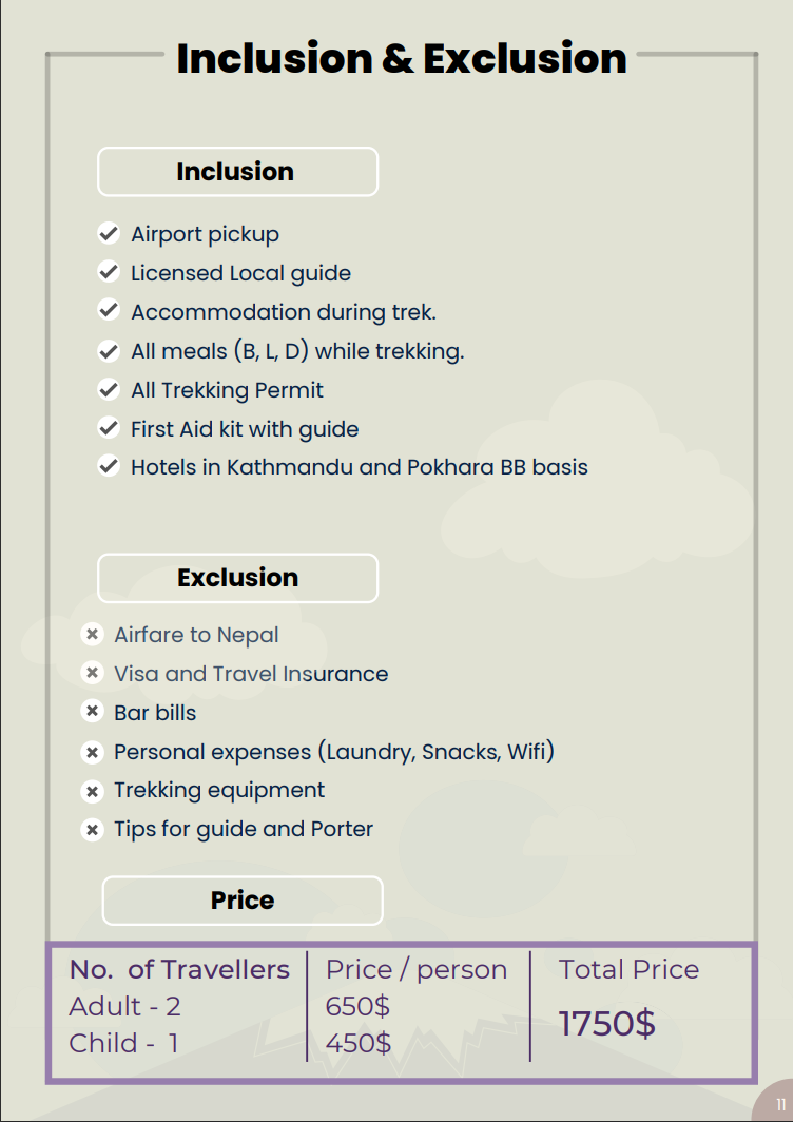 Inclusion & Exclusion
Inclusion
Airport pickup
Licensed Local guide
Accommodation during trek.
All meals (B, L, D) while trekking.
All Trekking Permit
First Aid kit with guide
Hotels in Kathmandu and Pokhara BB basis
Exclusion
Airfare to Nepal
Visa and Travel Insurance
Bar bills
Personal expenses (Laundry, Snacks, Wifi)
Trekking equipment
Tips for guide and Porter
Price
No. of Travellers Price / person Total Price
Adult - 2 650$
1750$
Child - 1 450$
11